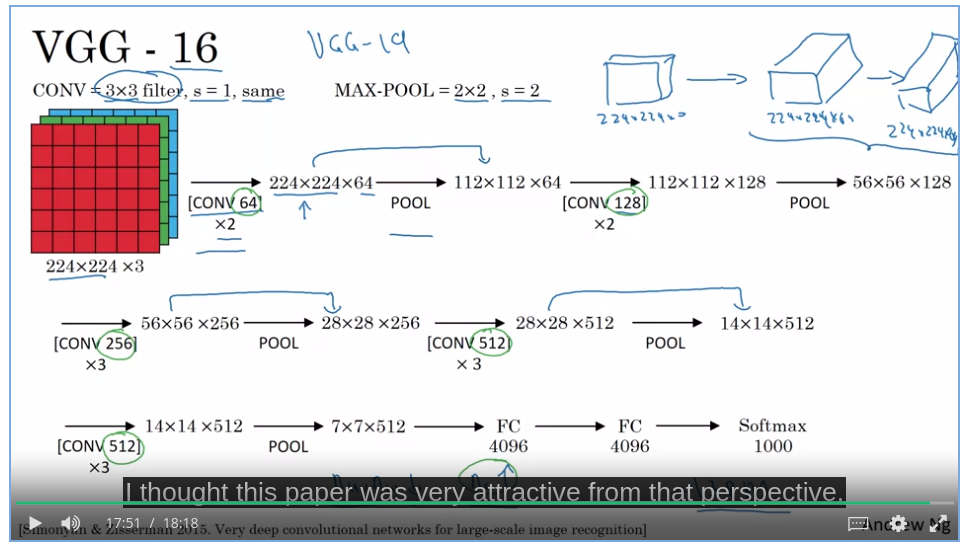 VGG - 16
VGG-19
CONV = 3×3 filter, s = 1, same
MAX-POOL = 2×2 , s = 2
224×224×3
224×224
224×224 ×3
[CONV 64]
×2
224×224×64
POOL
112×112 ×64
[CONV 128]
×2
112×112 ×128
POOL
56×56 ×128
[CONV 256]
×3
56×56 ×256
POOL
28×28 ×256
[CONV 512]
× 3
28×28 ×512
POOL
14×14×512
[CONV 512]
×3
14×14 ×512
POOL
7×7×512
FC
4096
FC
4096
Softmax
1000
I thought this paper was very attractive from that perspective.
17:51 / 18:18
[Simonyan & Zisserman 2015. Very deep convolutional networks for large-scale image recognition]
Andrew Ng